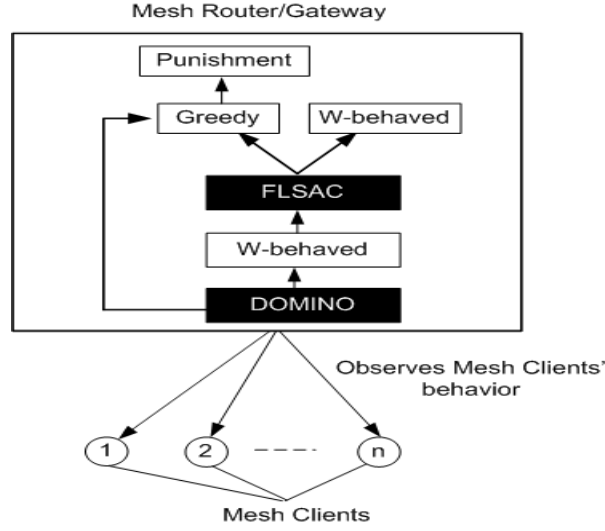 Mesh Router/Gateway
Punishment
Greedy
W-behaved
FLSAC
W-behaved
DOMINO
Observes Mesh Clients'
behavior
1
2
n
Mesh Clients